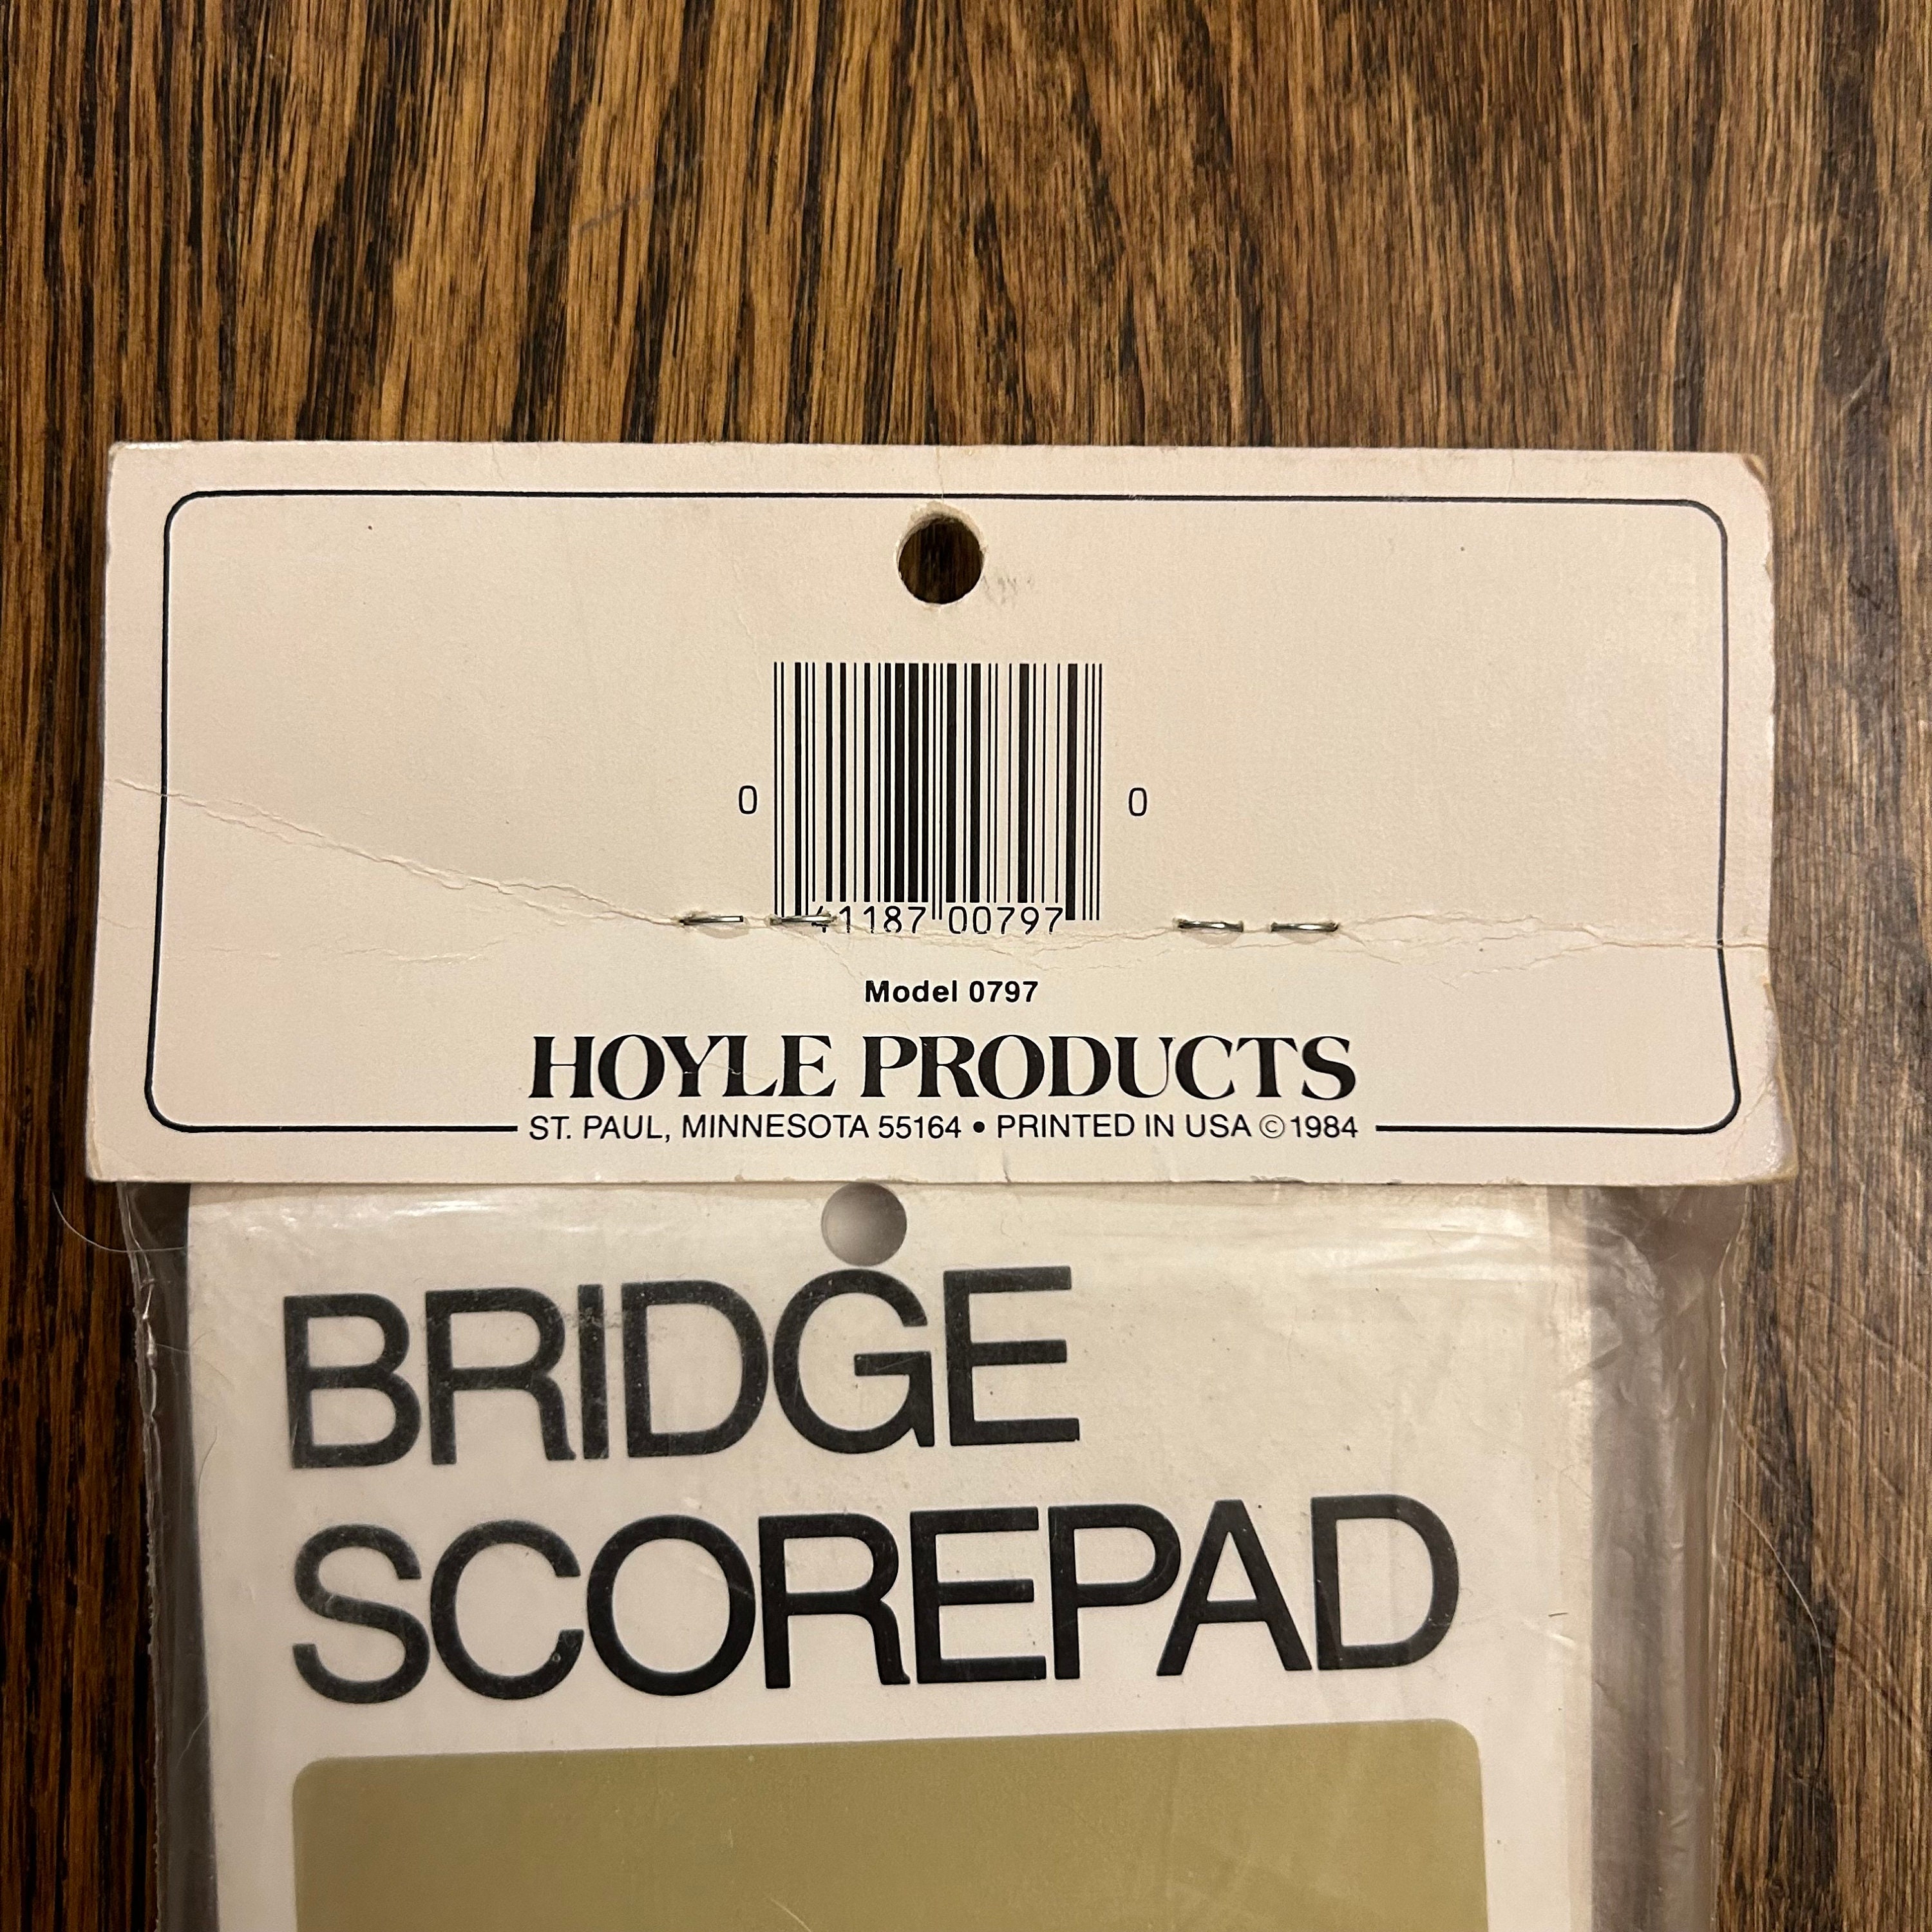 0 41187 00797 0
Model 0797
HOYLE PRODUCTS
ST. PAUL, MINNESOTA 55164 • PRINTED IN USA © 1984
BRIDGE
SCOREPAD